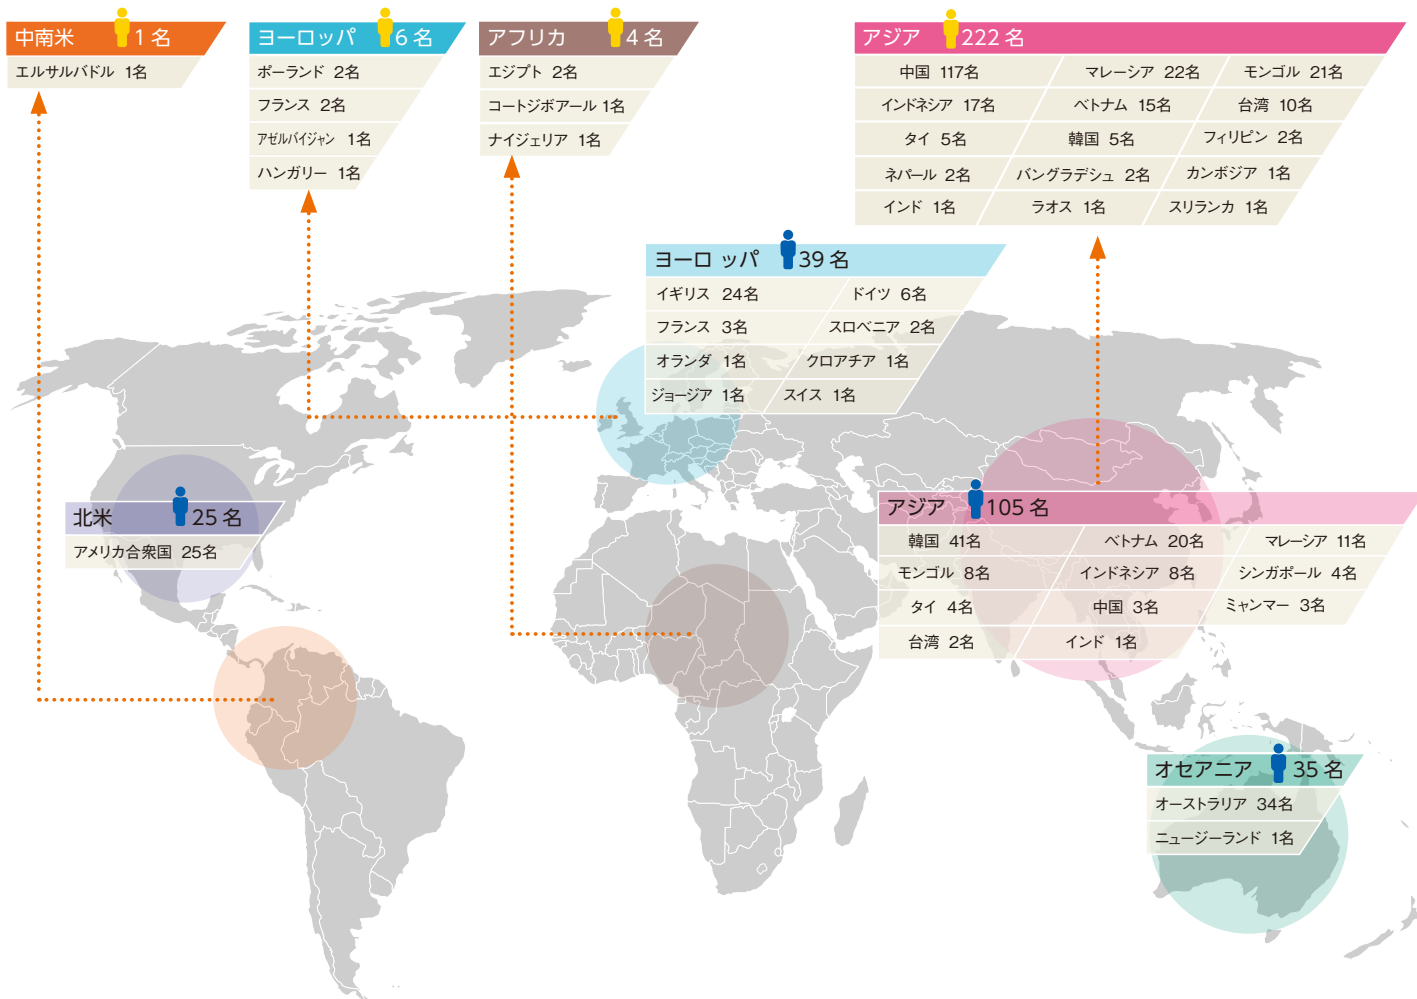 中南米 1名
エルサルバドル 1名
ヨーロッパ 6名
ポーランド 2名
フランス 2名
アゼルバイジャン 1名
ハンガリー 1名
アフリカ 4名
エジプト 2名
コートジボアール 1名
ナイジェリア 1名
アジア 222名
中国 117名 マレーシア 22名 モンゴル 21名
インドネシア 17名 ベトナム 15名 台湾 10名
タイ 5名 韓国 5名 フィリピン 2名
ネパール 2名 バングラデシュ 2名 カンボジア 1名
インド 1名 ラオス 1名 スリランカ 1名
ヨーロッパ 39名
イギリス 24名 ドイツ 6名
フランス 3名 スロベニア 2名
オランダ 1名 クロアチア 1名
ジョージア 1名 スイス 1名
北米 25名
アメリカ合衆国 25名
アジア 105名
韓国 41名 ベトナム 20名 マレーシア 11名
モンゴル 8名 インドネシア 8名 シンガポール 4名
タイ 4名 中国 3名 ミャンマー 3名
台湾 2名 インド 1名
オセアニア 35名
オーストラリア 34名
ニュージーランド 1名